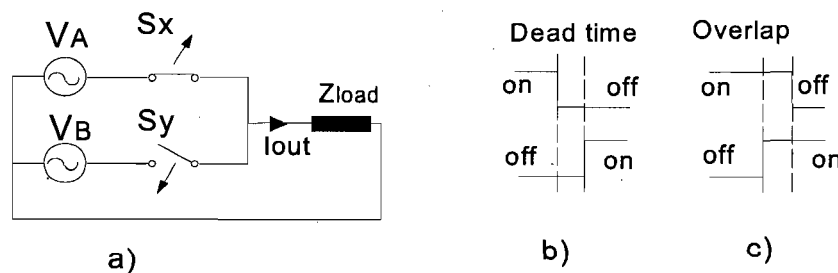 VA
Sx
VB
Sy
Iout
Zload
a)
Dead time
on
off
off
on
b)
Overlap
on
off
off
on
c)